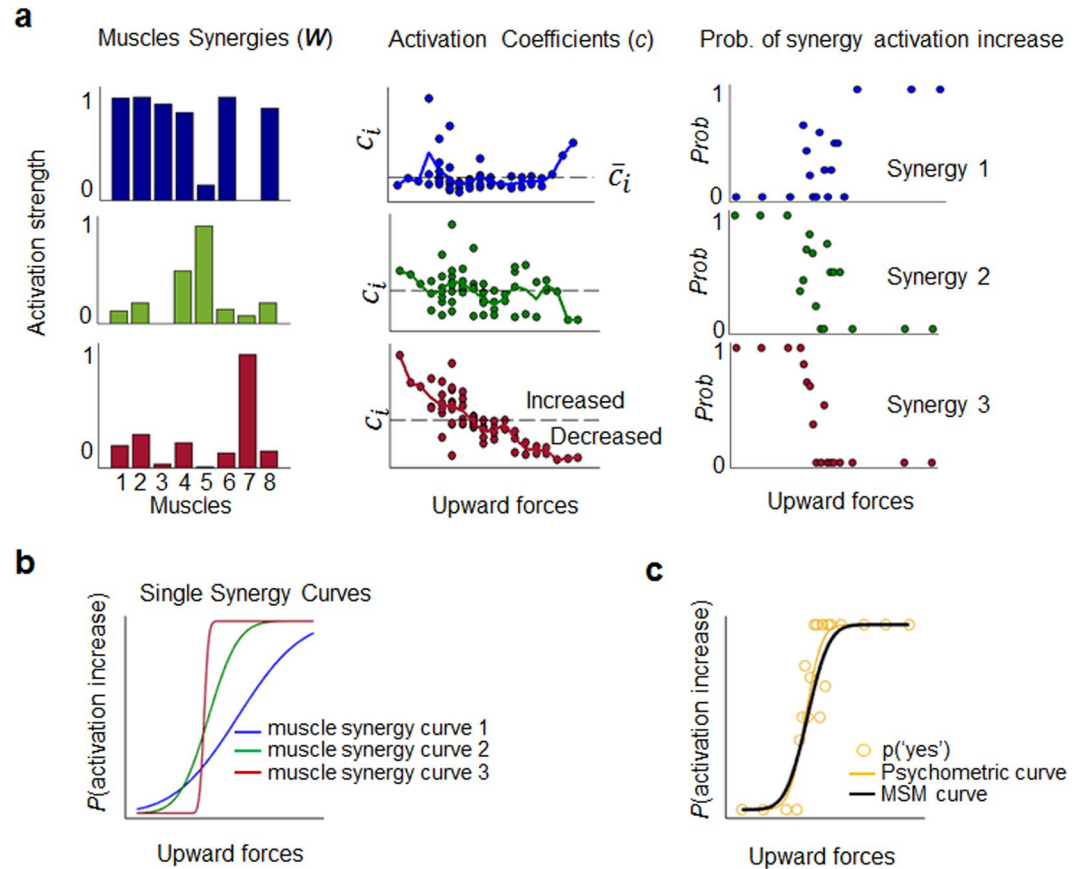 a
Muscles Synergies (W)
Activation Coefficients (c)
Prob. of synergy activation increase
Activation strength
1
0
1
0
1
0
1 2 3 4 5 6 7 8
Muscles
c_i
c̄_i
c_i
c_i
Increased
Decreased
Upward forces
Prob
1
0
Synergy 1
Prob
1
0
Synergy 2
Prob
1
0
Synergy 3
Upward forces
b
Single Synergy Curves
P(activation increase)
muscle synergy curve 1
muscle synergy curve 2
muscle synergy curve 3
Upward forces
c
P(activation increase)
p('yes')
Psychometric curve
MSM curve
Upward forces